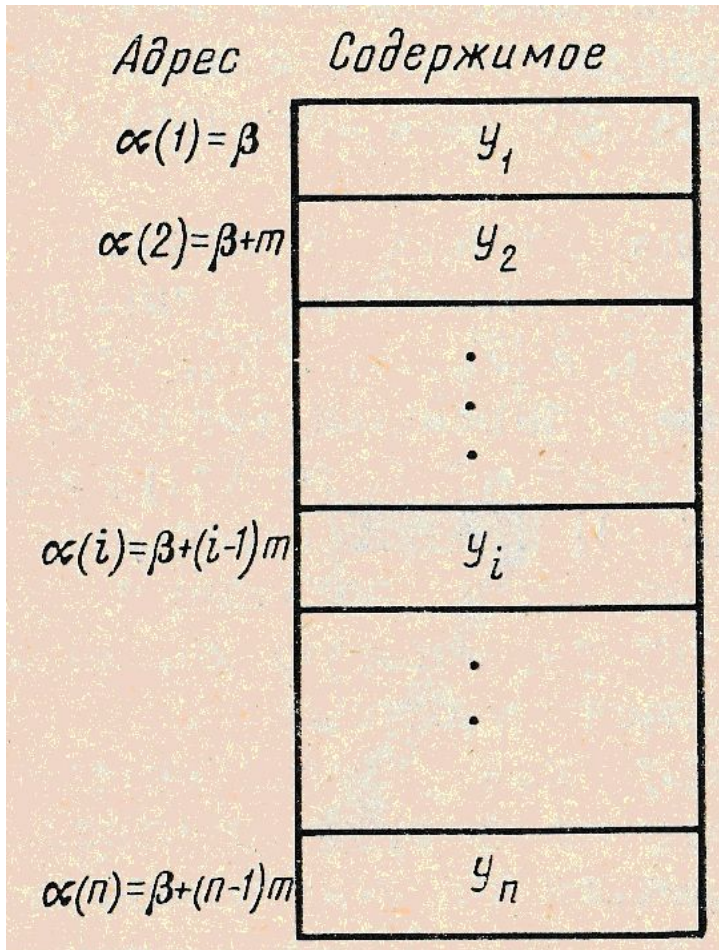 Адрес Содержимое
α(1)=β y₁
α(2)=β+m y₂
α(i)=β+(i-1)m yᵢ
α(n)=β+(n-1)m yₙ